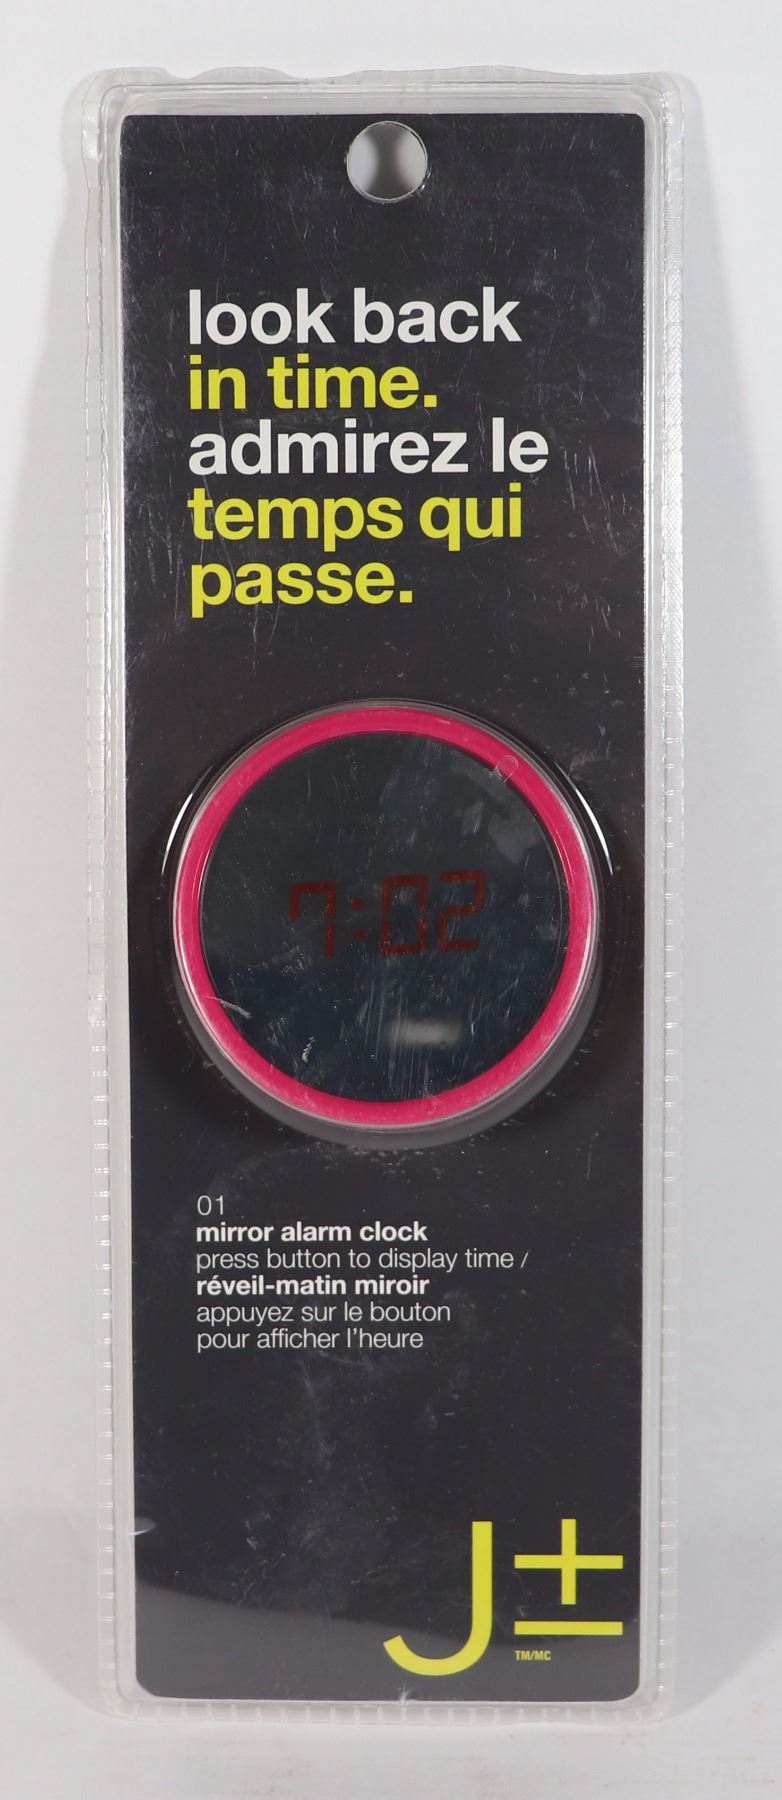 look back
in time.
admirez le
temps qui
passe.
7:02
01
mirror alarm clock
press button to display time /
réveil-matin miroir
appuyez sur le bouton
pour afficher l'heure
J±
TM/MC